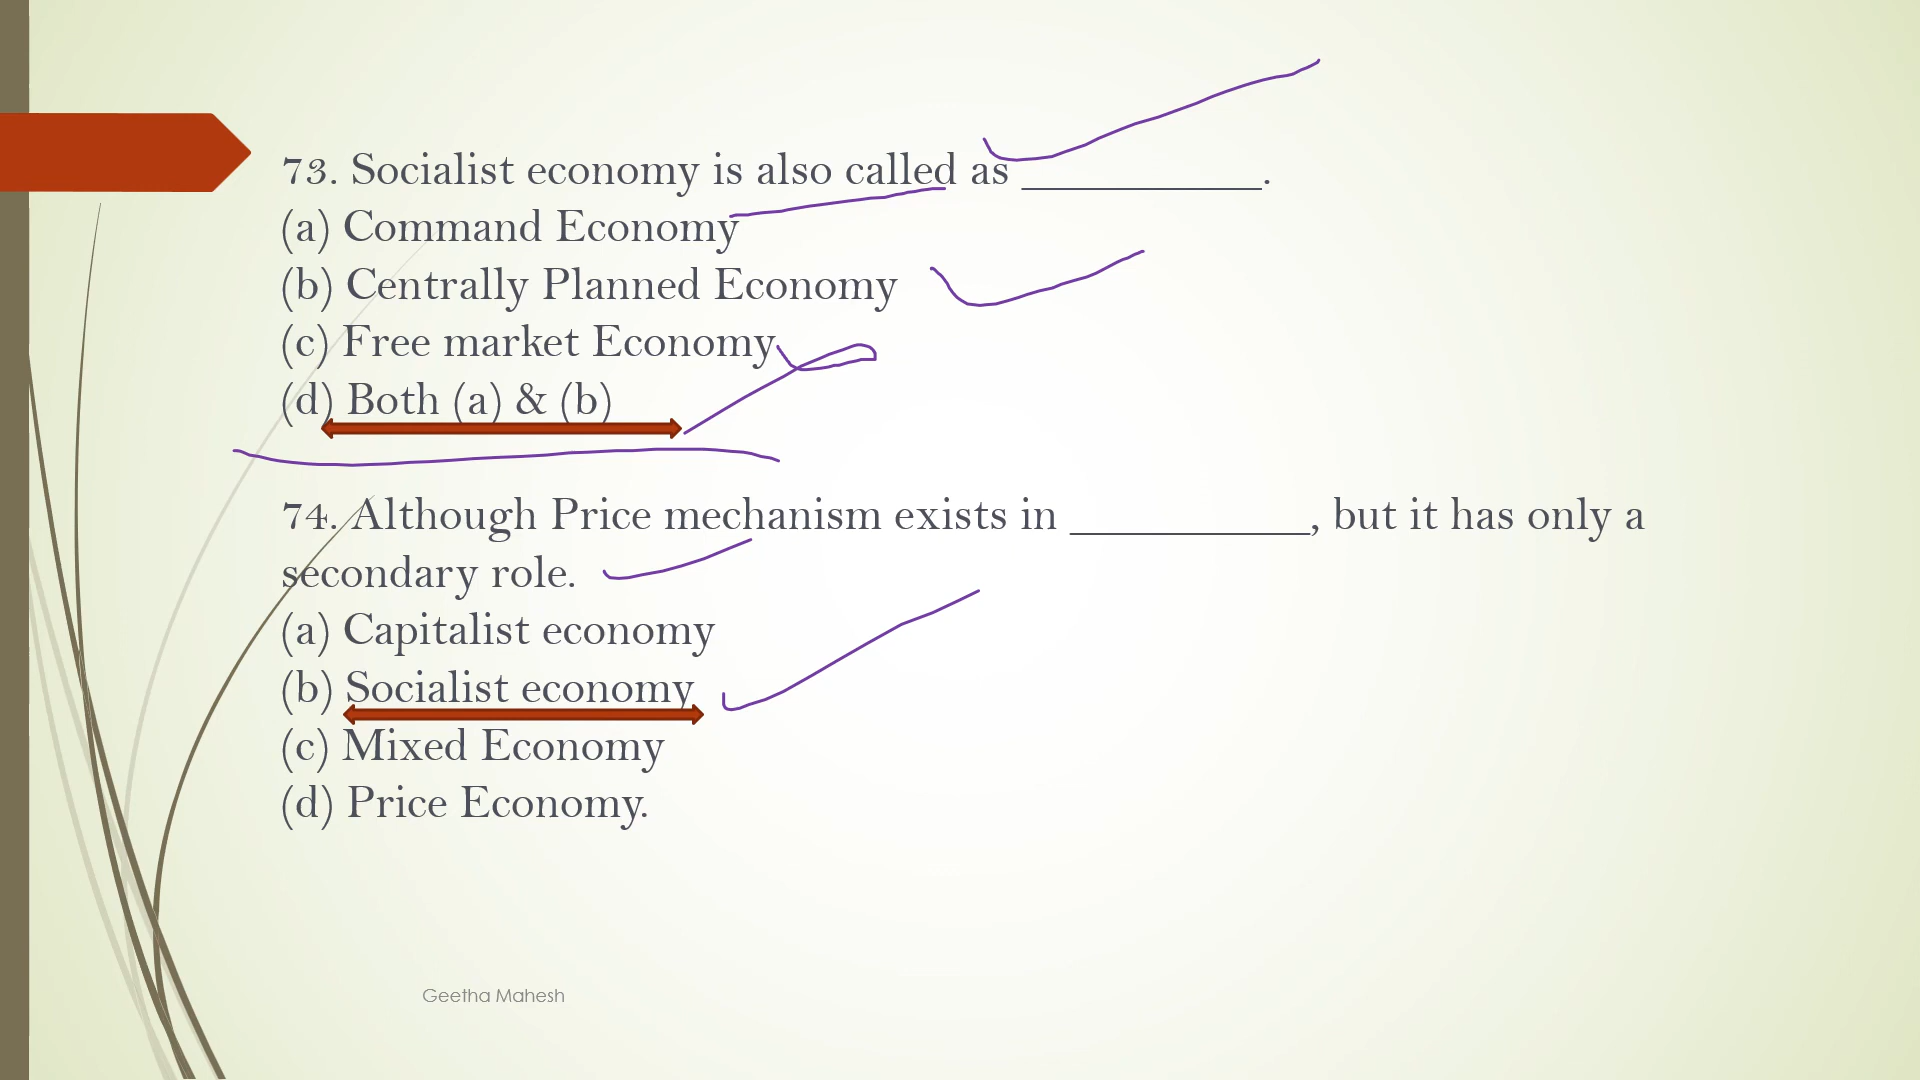 73. Socialist economy is also called as ____________.
(a) Command Economy
(b) Centrally Planned Economy
(c) Free market Economy
(d) Both (a) & (b)
74. Although Price mechanism exists in ____________, but it has only a
secondary role.
(a) Capitalist economy
(b) Socialist economy
(c) Mixed Economy
(d) Price Economy.
Geetha Mahesh